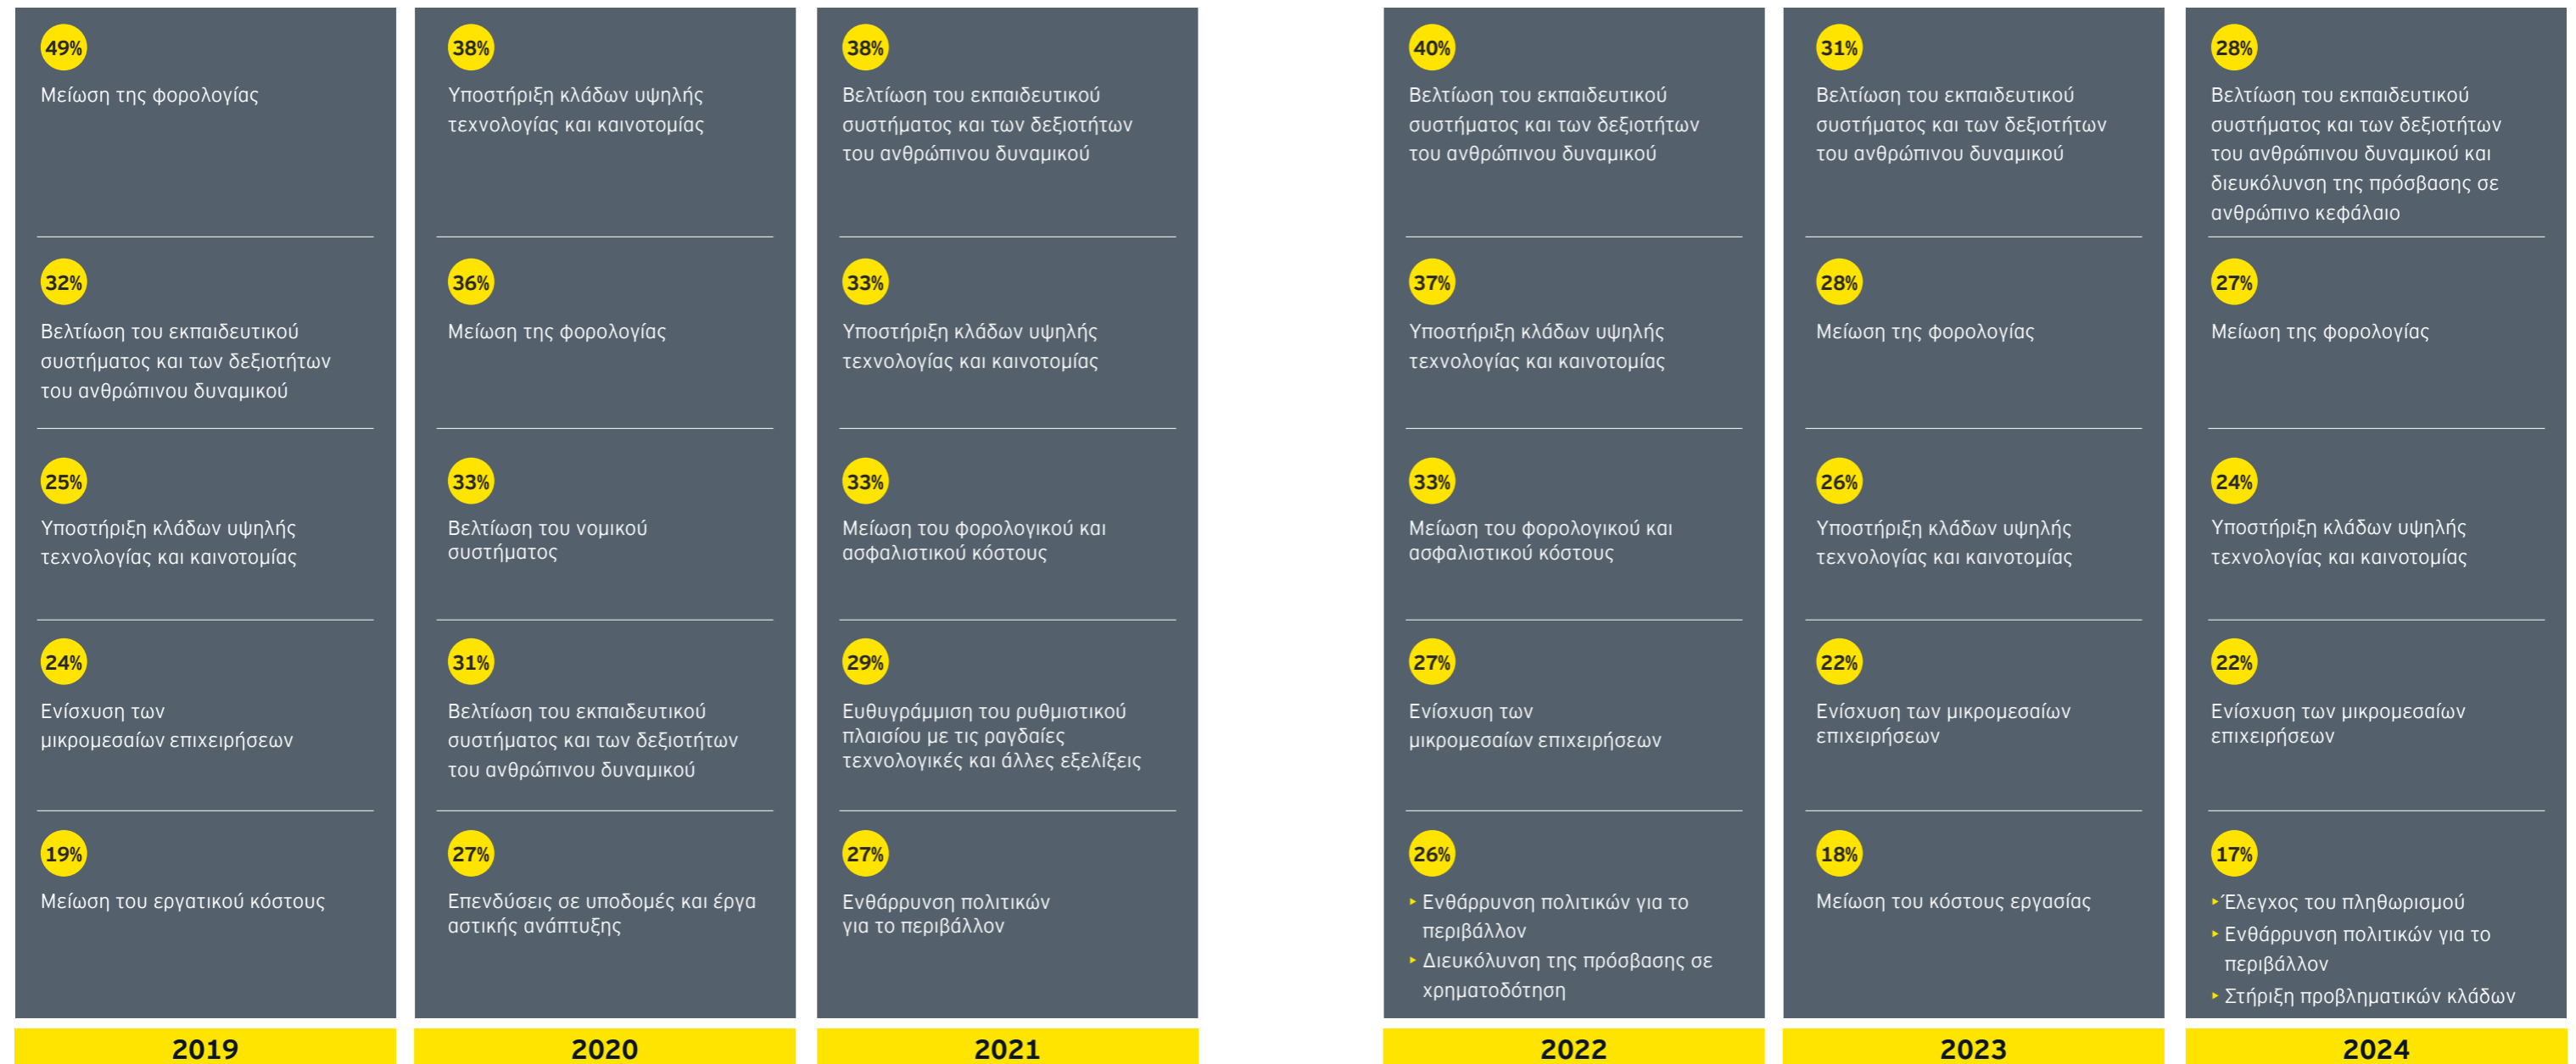 49%
Μείωση της φορολογίας
32%
Βελτίωση του εκπαιδευτικού
συστήματος και των δεξιοτήτων
του ανθρώπινου δυναμικού
25%
Υποστήριξη κλάδων υψηλής
τεχνολογίας και καινοτομίας
24%
Ενίσχυση των
μικρομεσαίων επιχειρήσεων
19%
Μείωση του εργατικού κόστους
2019
38%
Υποστήριξη κλάδων υψηλής
τεχνολογίας και καινοτομίας
36%
Μείωση της φορολογίας
33%
Βελτίωση του νομικού
συστήματος
31%
Βελτίωση του εκπαιδευτικού
συστήματος και των δεξιοτήτων
του ανθρώπινου δυναμικού
27%
Επενδύσεις σε υποδομές και έργα
αστικής ανάπτυξης
2020
38%
Βελτίωση του εκπαιδευτικού
συστήματος και των δεξιοτήτων
του ανθρώπινου δυναμικού
33%
Υποστήριξη κλάδων υψηλής
τεχνολογίας και καινοτομίας
33%
Μείωση του φορολογικού και
ασφαλιστικού κόστους
29%
Ευθυγράμμιση του ρυθμιστικού
πλαισίου με τις ραγδαίες
τεχνολογικές και άλλες εξελίξεις
27%
Ενθάρρυνση πολιτικών
για το περιβάλλον
2021
40%
Βελτίωση του εκπαιδευτικού
συστήματος και των δεξιοτήτων
του ανθρώπινου δυναμικού
37%
Υποστήριξη κλάδων υψηλής
τεχνολογίας και καινοτομίας
33%
Μείωση του φορολογικού και
ασφαλιστικού κόστους
27%
Ενίσχυση των
μικρομεσαίων επιχειρήσεων
26%
‣ Ενθάρρυνση πολιτικών για το
περιβάλλον
‣ Διευκόλυνση της πρόσβασης σε
χρηματοδότηση
2022
31%
Βελτίωση του εκπαιδευτικού
συστήματος και των δεξιοτήτων
του ανθρώπινου δυναμικού
28%
Μείωση της φορολογίας
26%
Υποστήριξη κλάδων υψηλής
τεχνολογίας και καινοτομίας
22%
Ενίσχυση των μικρομεσαίων
επιχειρήσεων
18%
Μείωση του κόστους εργασίας
2023
28%
Βελτίωση του εκπαιδευτικού
συστήματος και των δεξιοτήτων
του ανθρώπινου δυναμικού και
διευκόλυνση της πρόσβασης σε
ανθρώπινο κεφάλαιο
27%
Μείωση της φορολογίας
24%
Υποστήριξη κλάδων υψηλής
τεχνολογίας και καινοτομίας
22%
Ενίσχυση των μικρομεσαίων
επιχειρήσεων
17%
‣ Έλεγχος του πληθωρισμού
‣ Ενθάρρυνση πολιτικών για το
περιβάλλον
‣ Στήριξη προβληματικών κλάδων
2024